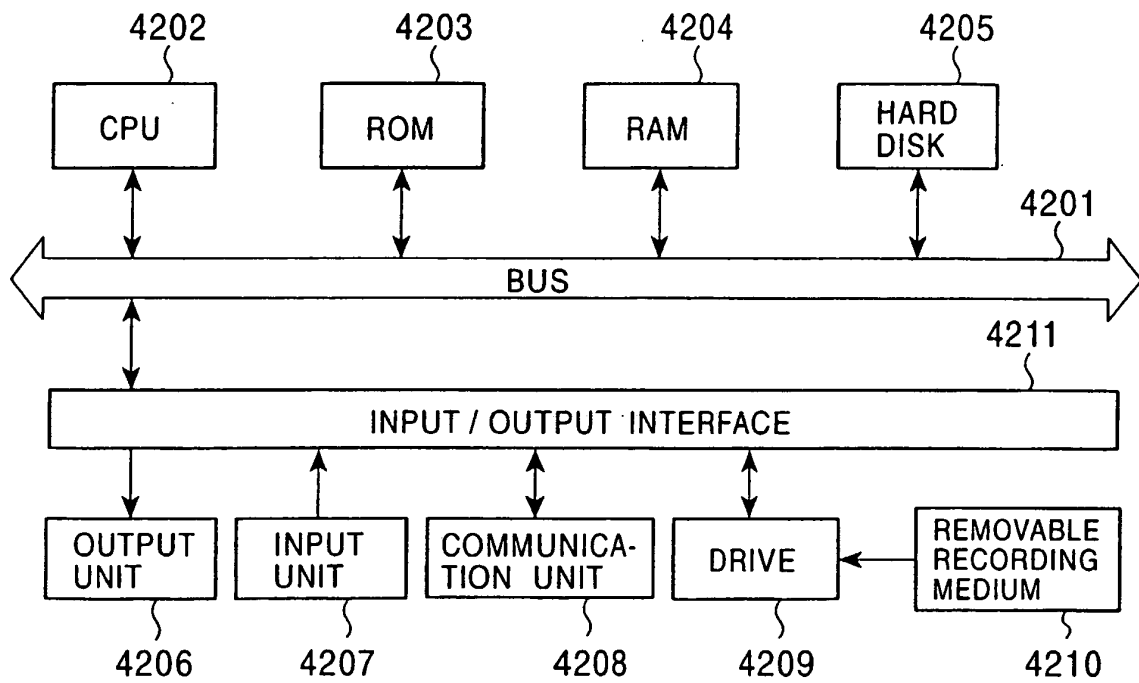 4202
4203
4204
4205
CPU
ROM
RAM
HARD
DISK
4201
BUS
4211
INPUT / OUTPUT INTERFACE
OUTPUT
UNIT
INPUT
UNIT
COMMUNICA-
TION UNIT
DRIVE
REMOVABLE
RECORDING
MEDIUM
4206
4207
4208
4209
4210